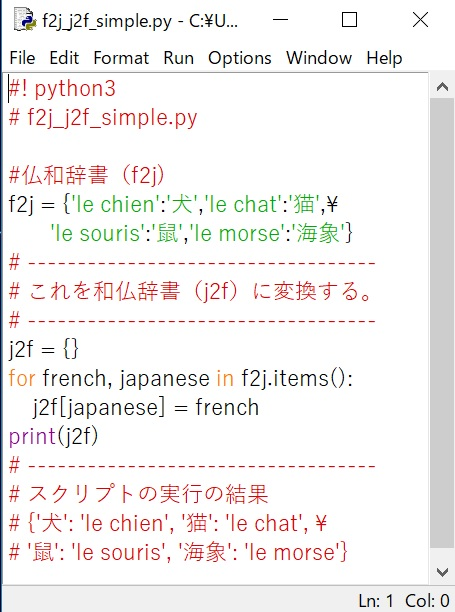 f2j_j2f_simple.py - C:¥U...
File Edit Format Run Options Window Help
#! python3
# f2j_j2f_simple.py
#仏和辞書（f2j）
f2j = {'le chien':'犬','le chat':'猫',¥
'le souris':'鼠','le morse':'海象'}
# ---------------------------------
# これを和仏辞書（j2f）に変換する。
# ---------------------------------
j2f = {}
for french, japanese in f2j.items():
j2f[japanese] = french
print(j2f)
# ---------------------------------
# スクリプトの実行の結果
# {'犬': 'le chien', '猫': 'le chat', ¥
# '鼠': 'le souris', '海象': 'le morse'}
Ln: 1 Col: 0